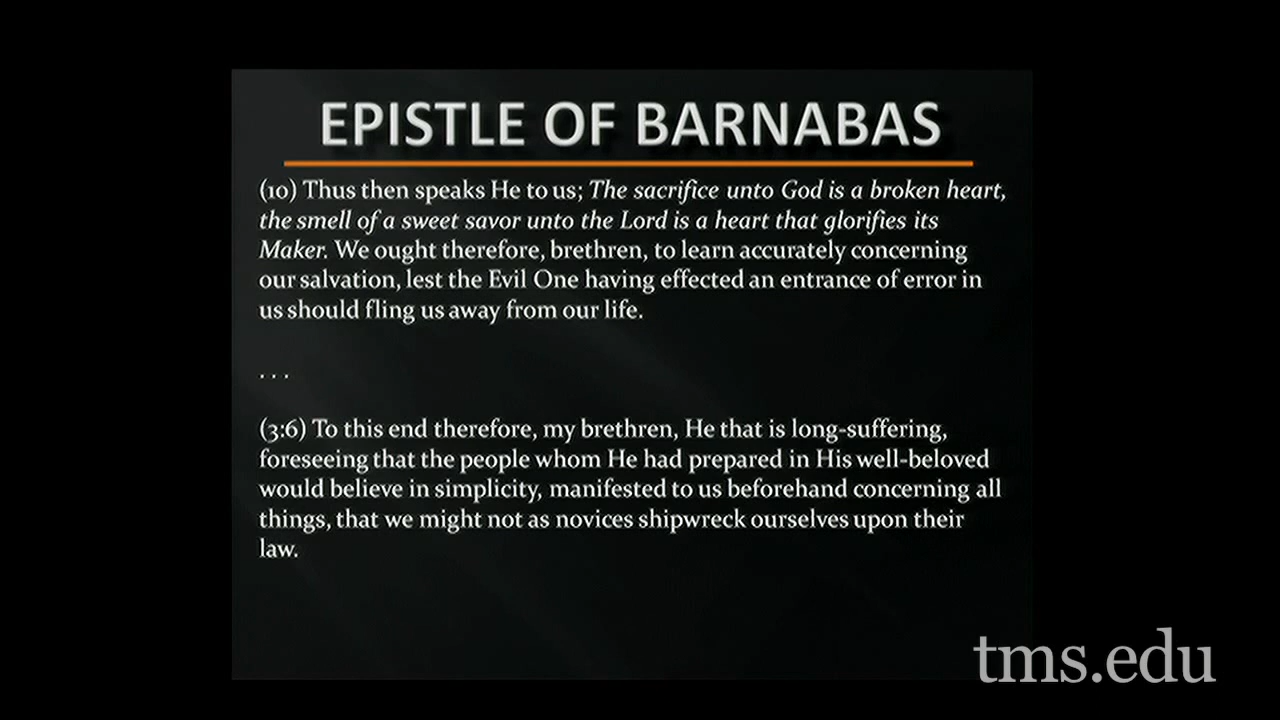 EPISTLE OF BARNABAS
(10) Thus then speaks He to us; The sacrifice unto God is a broken heart,
the smell of a sweet savor unto the Lord is a heart that glorifies its
Maker. We ought therefore, brethren, to learn accurately concerning
our salvation, lest the Evil One having effected an entrance of error in
us should fling us away from our life.
. . .
(3:6) To this end therefore, my brethren, He that is long-suffering,
foreseeing that the people whom He had prepared in His well-beloved
would believe in simplicity, manifested to us beforehand concerning all
things, that we might not as novices shipwreck ourselves upon their
law.
tms.edu